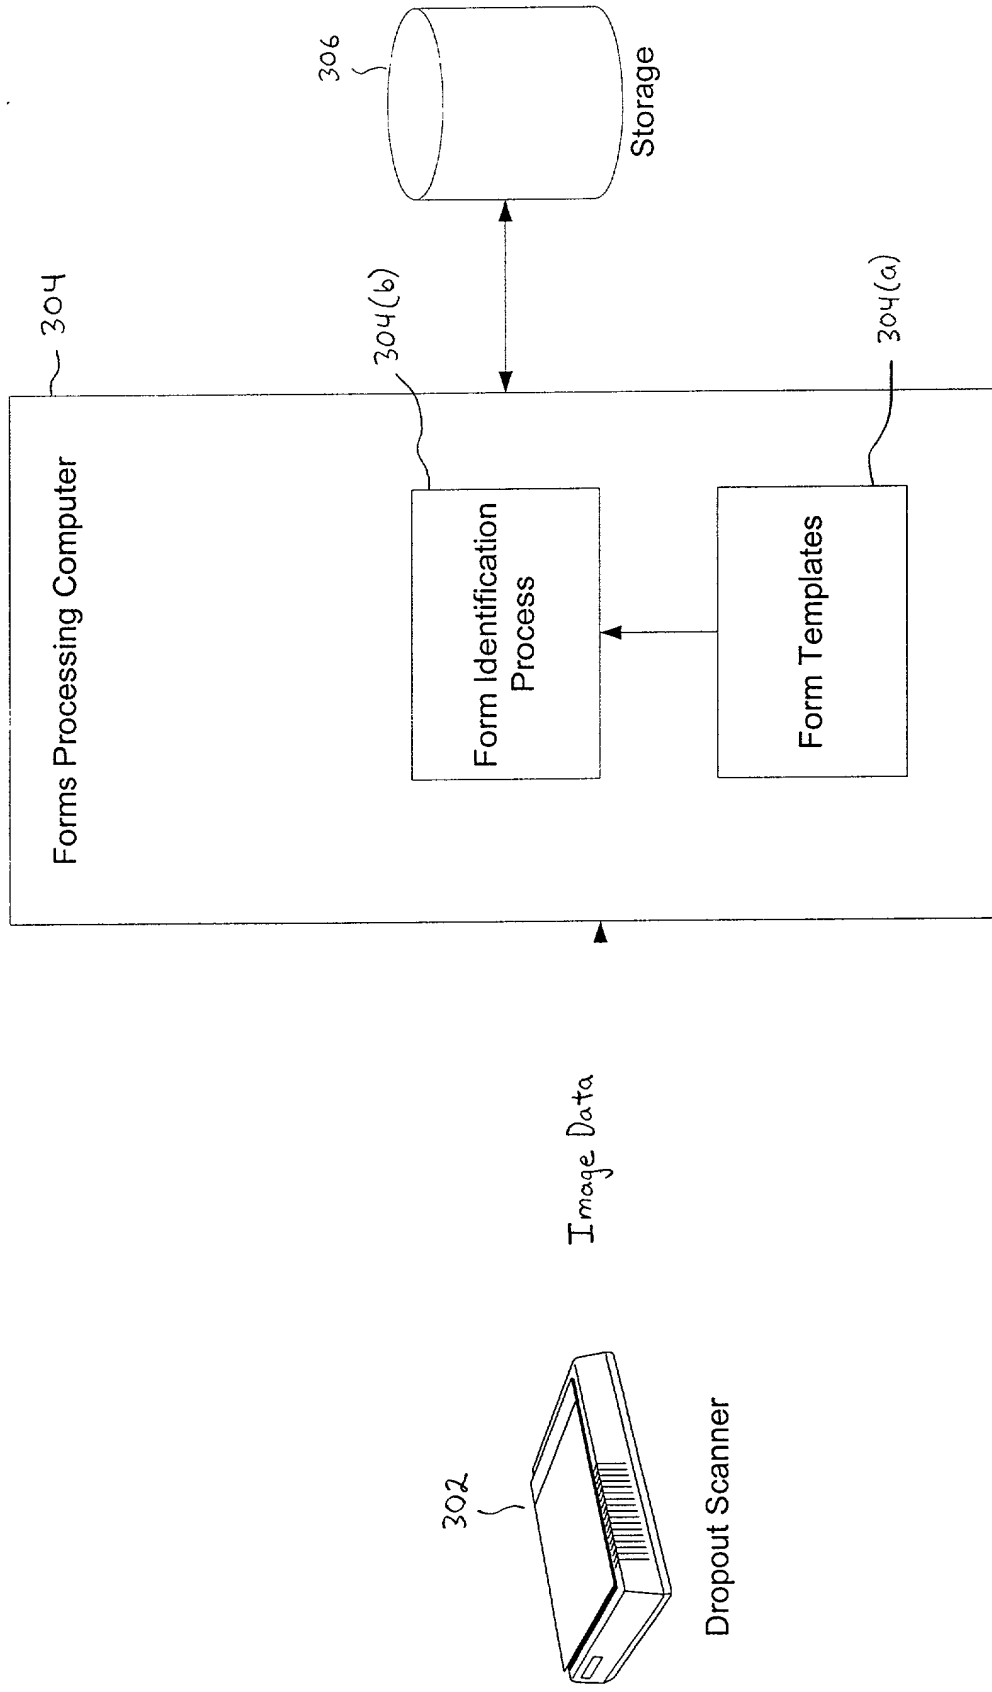 302
Dropout Scanner
Image Data
Forms Processing Computer
304
Form Identification
Process
304(b)
Form Templates
304(a)
306
Storage